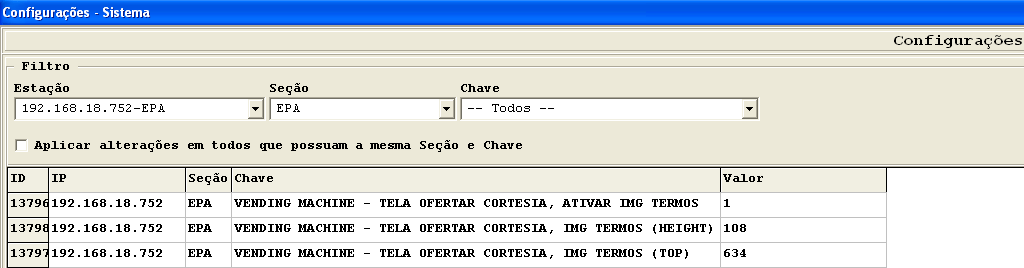 Configurações - Sistema
Configurações
Filtro
Estação Seção Chave
192.168.18.752-EPA EPA -- Todos --
Aplicar alterações em todos que possuam a mesma Seção e Chave
ID IP Seção Chave Valor
13796 192.168.18.752 EPA VENDING MACHINE - TELA OFERTAR CORTESIA, ATIVAR IMG TERMOS 1
13798 192.168.18.752 EPA VENDING MACHINE - TELA OFERTAR CORTESIA, IMG TERMOS (HEIGHT) 108
13797 192.168.18.752 EPA VENDING MACHINE - TELA OFERTAR CORTESIA, IMG TERMOS (TOP) 634